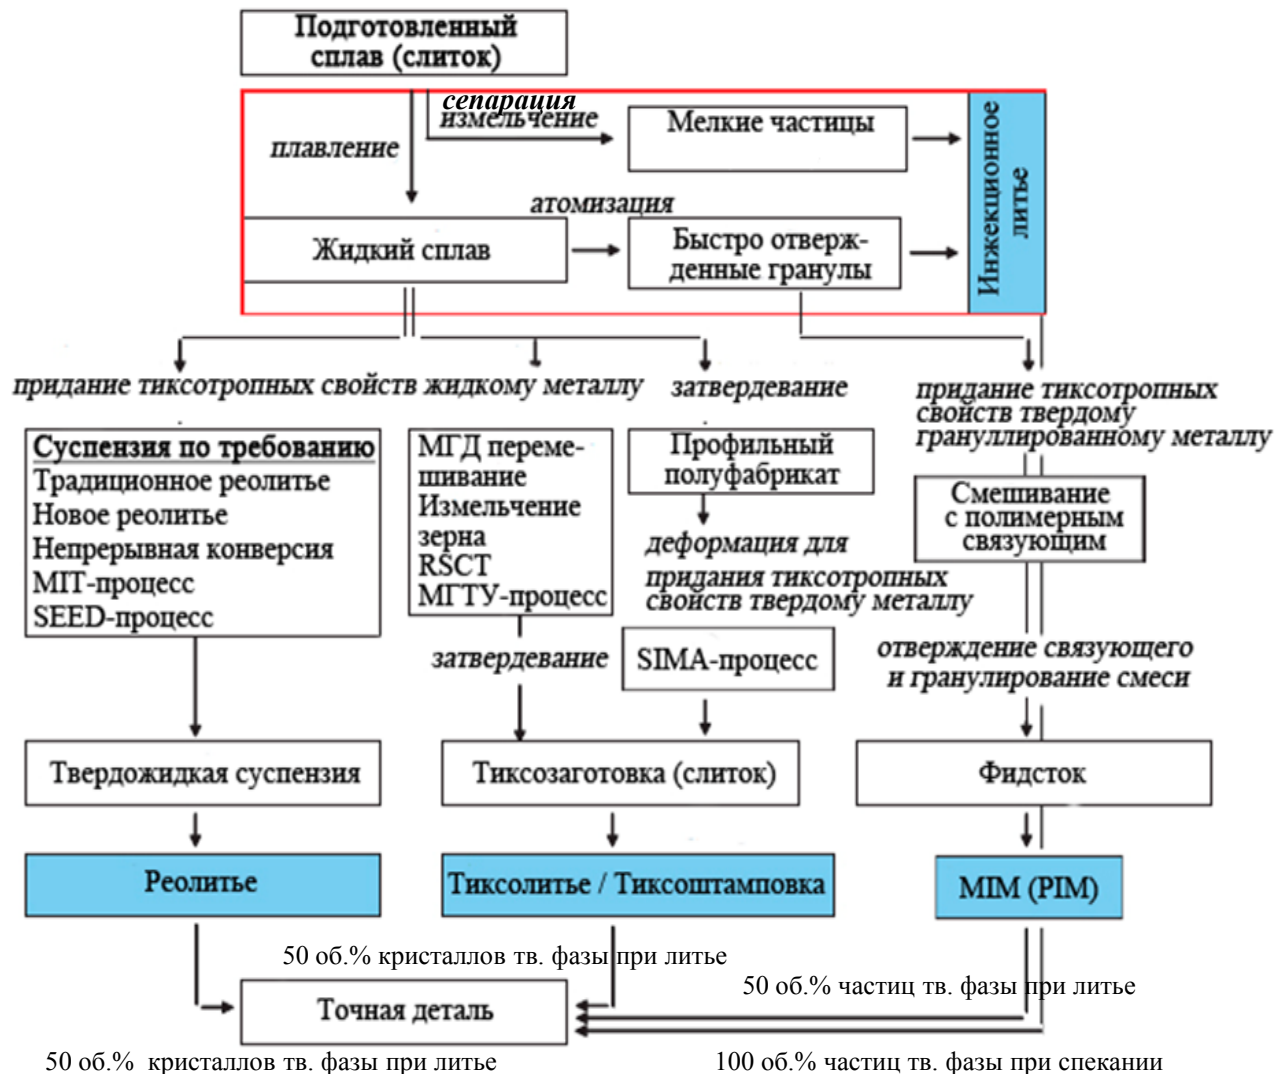 Подготовленный
сплав (слиток)
сепарация
измельчение
Мелкие частицы
плавление
Инжекционное
литье
атомизация
Жидкий сплав
Быстро отверж-
денные гранулы
придание тиксотропных свойств жидкому металлу
затвердевание
придание тиксотропных
свойств твердому
грануллированному металлу
Суспензия по требованию
Традиционное реолитье
Новое реолитье
Непрерывная конверсия
MIT-процесс
SEED-процесс
МГД переме-
шивание
Измельчение
зерна
RSCT
МГТУ-процесс
Профильный
полуфабрикат
деформация для
придания тиксотропных
свойств твердому металлу
Смешивание
с полимерным
связующим
затвердевание
SIMA-процесс
отверждение связующего
и гранулирование смеси
Твердожидкая суспензия
Тиксозаготовка (слиток)
Фидсток
Реолитье
Тиксолитье / Тиксоштамповка
MIM (PIM)
50 об.% кристаллов тв. фазы при литье
50 об.% частиц тв. фазы при литье
Точная деталь
50 об.% кристаллов тв. фазы при литье
100 об.% частиц тв. фазы при спекании